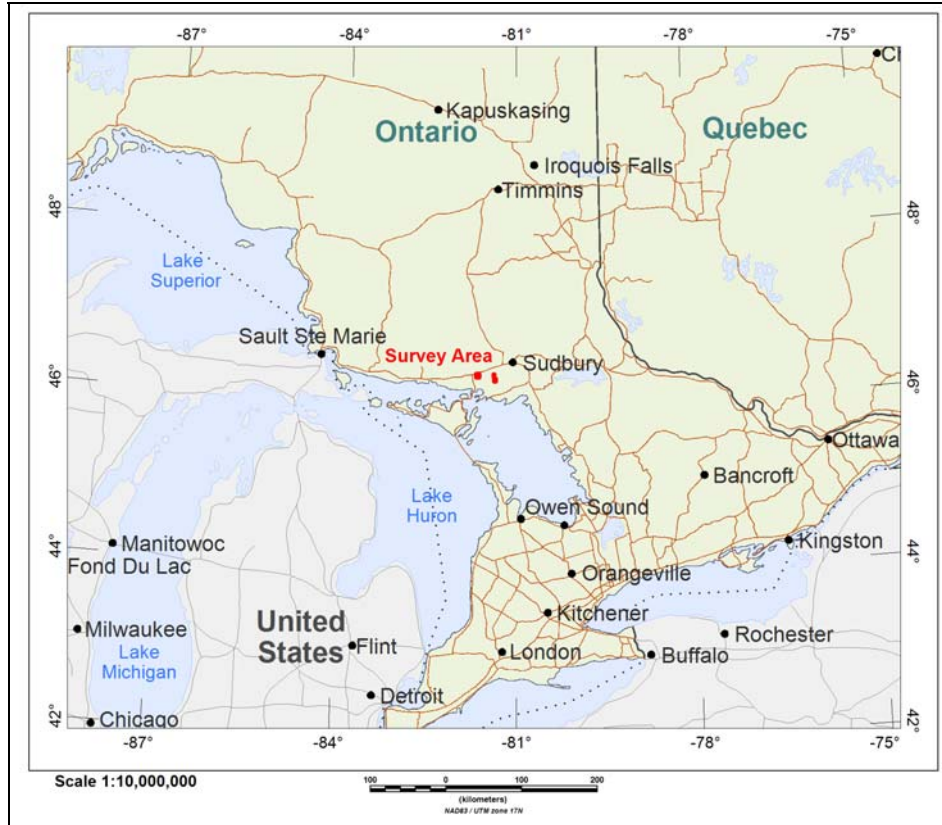 -87 -84 -81 -78 -75
Ch
Kapuskasing
Ontario
Quebec
Iroquois Falls
Timmins
48°
48°
Lake
Superior
Sault Ste Marie
Survey Area
Sudbury
46°
46°
Ottawa
Bancroft
Lake
Huron
Owen Sound
44°
44°
Manitowoc
Fond Du Lac
Kingston
Orangeville
United
States
Kitchener
Milwaukee
Rochester
Lake
Michigan
Flint
London
Buffalo
Detroit
42°
42°
Chicago
-87 -84 -81 -78 -75
Scale 1:10,000,000
100 0 100 200
(kilometers)
NAD83 / UTM zone 17N